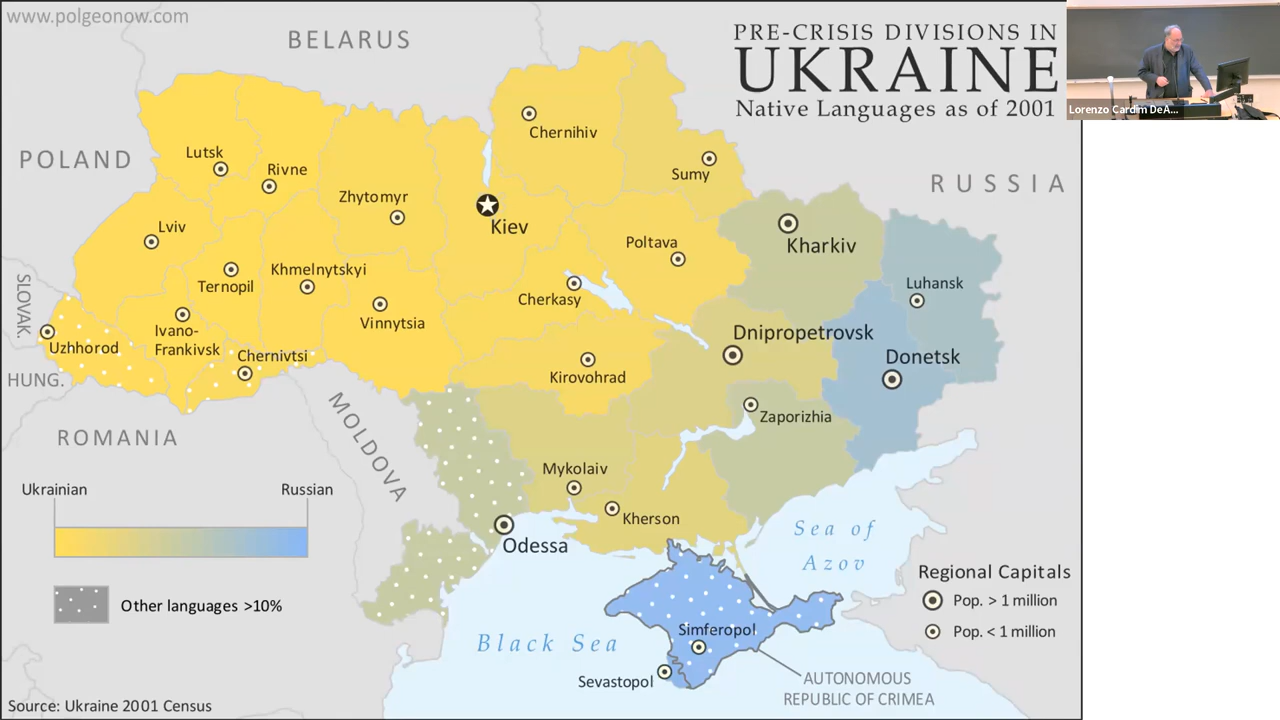 www.polgeonow.com
PRE-CRISIS DIVISIONS IN
UKRAINE
Native Languages as of 2001
Lorenzo Cardim DeA...
BELARUS
POLAND
RUSSIA
SLOVAK.
HUNG.
ROMANIA
MOLDOVA
Chernihiv
Lutsk
Rivne
Sumy
Zhytomyr
Kiev
Lviv
Kharkiv
Poltava
Ternopil
Khmelnytskyi
Luhansk
Cherkasy
Vinnytsia
Ivano-
Frankivsk
Uzhhorod
Chernivtsi
Dnipropetrovsk
Donetsk
Kirovohrad
Zaporizhia
Mykolaiv
Kherson
Odessa
Sea of
Azov
Black Sea
Simferopol
Sevastopol
AUTONOMOUS
REPUBLIC OF CRIMEA
Ukrainian
Russian
Other languages >10%
Regional Capitals
Pop. > 1 million
Pop. < 1 million
Source: Ukraine 2001 Census